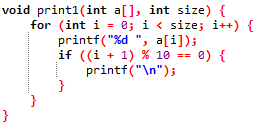 void print1(int a[], int size) {
    for (int i = 0; i < size; i++) {
        printf("%d ", a[i]);
        if ((i + 1) % 10 == 0) {
            printf("\n");
        }
    }
}